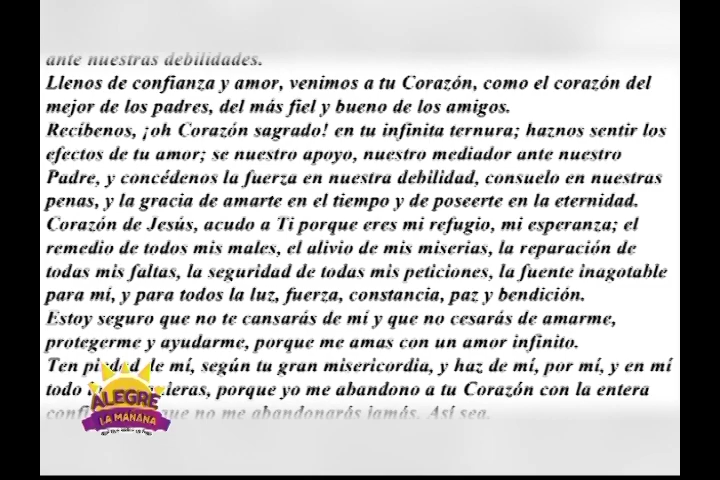 ante nuestras debilidades.
Llenos de confianza y amor, venimos a tu Corazón, como el corazón del
mejor de los padres, del más fiel y bueno de los amigos.
Recíbenos, ¡oh Corazón sagrado! en tu infinita ternura; haznos sentir los
efectos de tu amor; se nuestro apoyo, nuestro mediador ante nuestro
Padre, y concédenos la fuerza en nuestra debilidad, consuelo en nuestras
penas, y la gracia de amarte en el tiempo y de poseerte en la eternidad.
Corazón de Jesús, acudo a Ti porque eres mi refugio, mi esperanza; el
remedio de todos mis males, el alivio de mis miserias, la reparación de
todas mis faltas, la seguridad de todas mis peticiones, la fuente inagotable
para mí, y para todos la luz, fuerza, constancia, paz y bendición.
Estoy seguro que no te cansarás de mí y que no cesarás de amarme,
protegerme y ayudarme, porque me amas con un amor infinito.
Ten piedad de mí, según tu gran misericordia, y haz de mí, por mí, y en mí
todo porque yo me abandono a tu Corazón con la entera
que no me abandonarás jamás. Así sea.
ALEGRE
LA MAÑANA